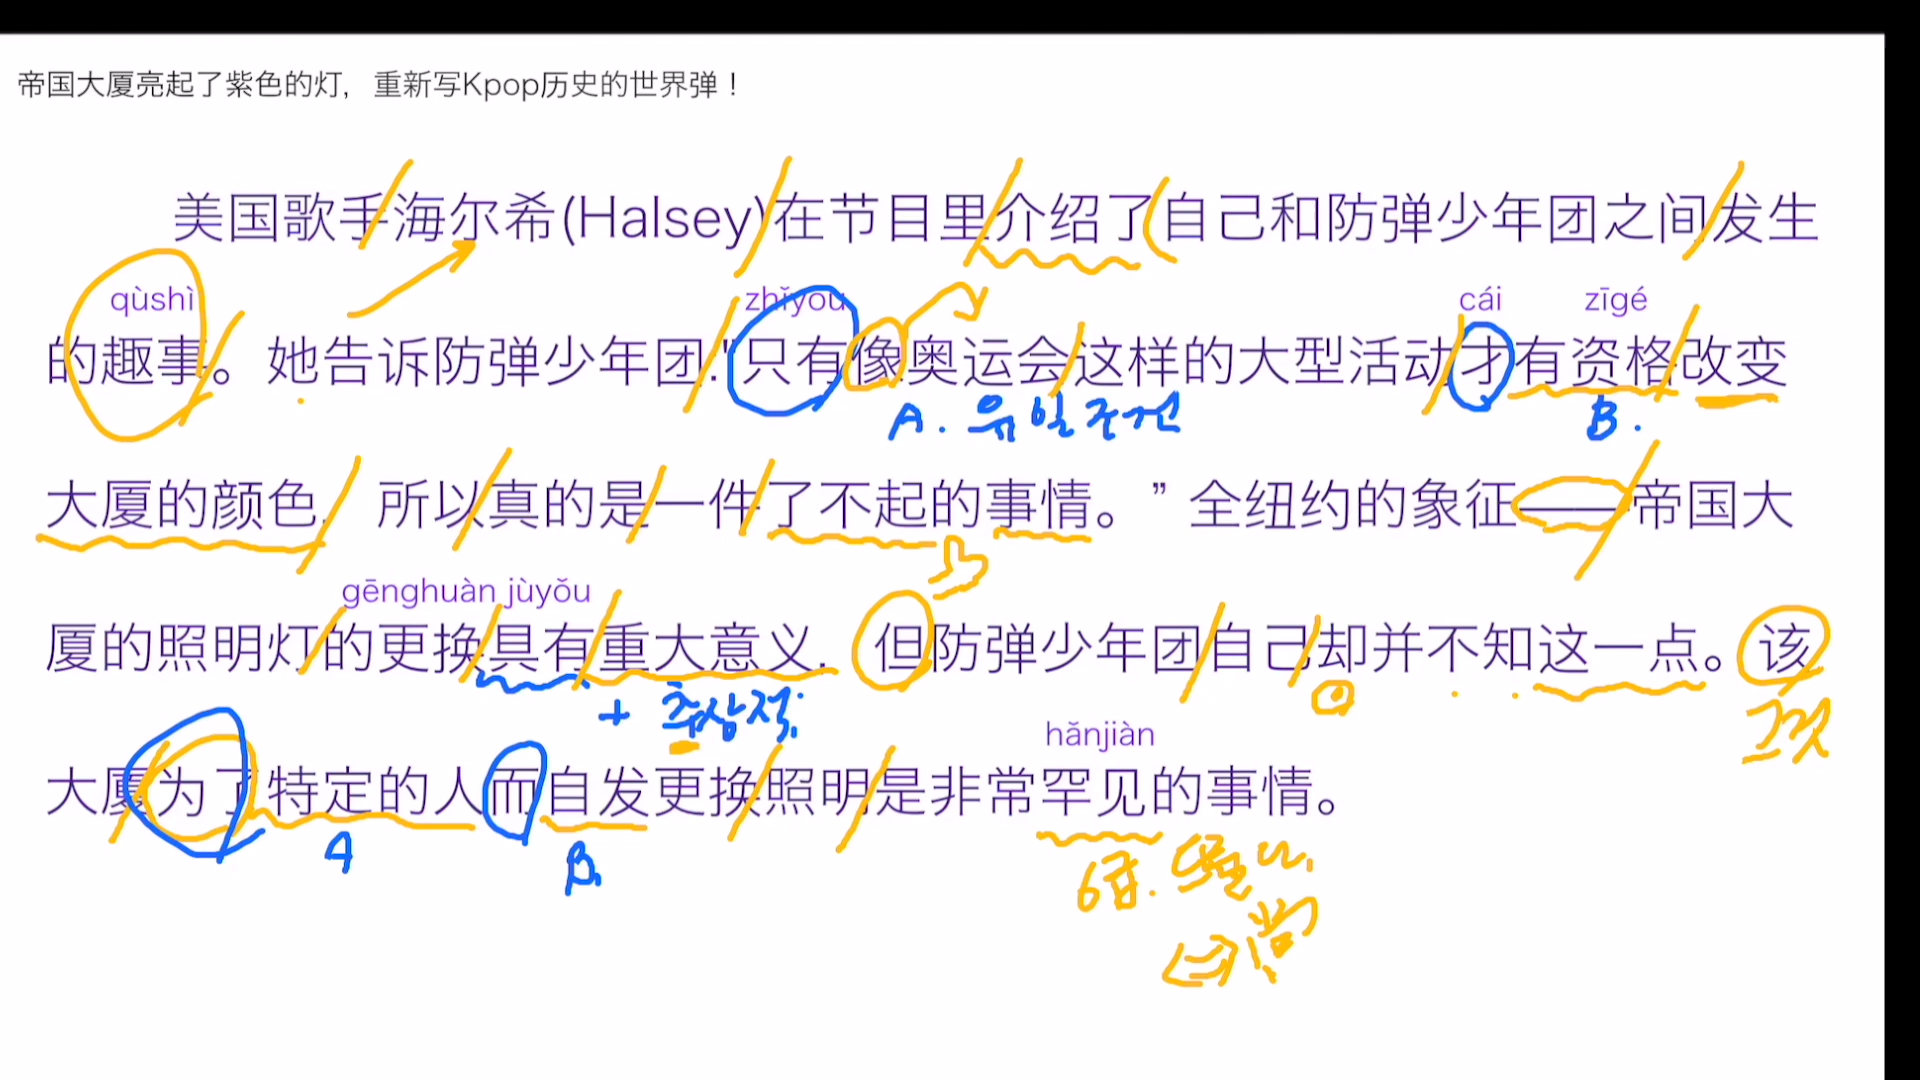 帝国大厦亮起了紫色的灯，重新写Kpop历史的世界弹！
美国歌手海尔希(Halsey)在节目里介绍了自己和防弹少年团之间发生
qùshì zhǐyǒu cái zīgé
的趣事。她告诉防弹少年团:"只有像奥运会这样的大型活动才有资格改变
A. 유일조건 B.
大厦的颜色，所以真的是一件了不起的事情。”全纽约的象征——帝国大
gēnghuàn jùyǒu
厦的照明灯的更换具有重大意义，但防弹少年团自己却并不知这一点。该
+ 추상적
hǎnjiàn
大厦为了特定的人而自发更换照明是非常罕见的事情。
A B